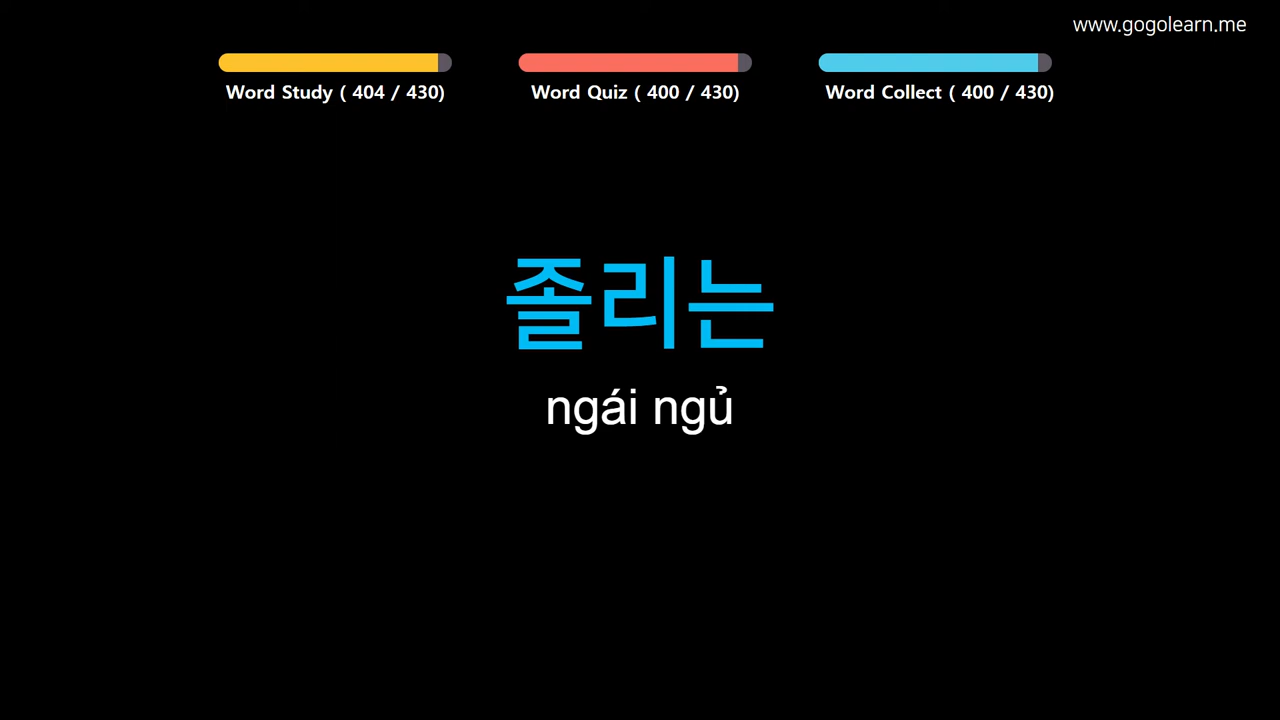 www.gogolearn.me
Word Study ( 404 / 430)
Word Quiz ( 400 / 430)
Word Collect ( 400 / 430)
졸리는
ngái ngủ